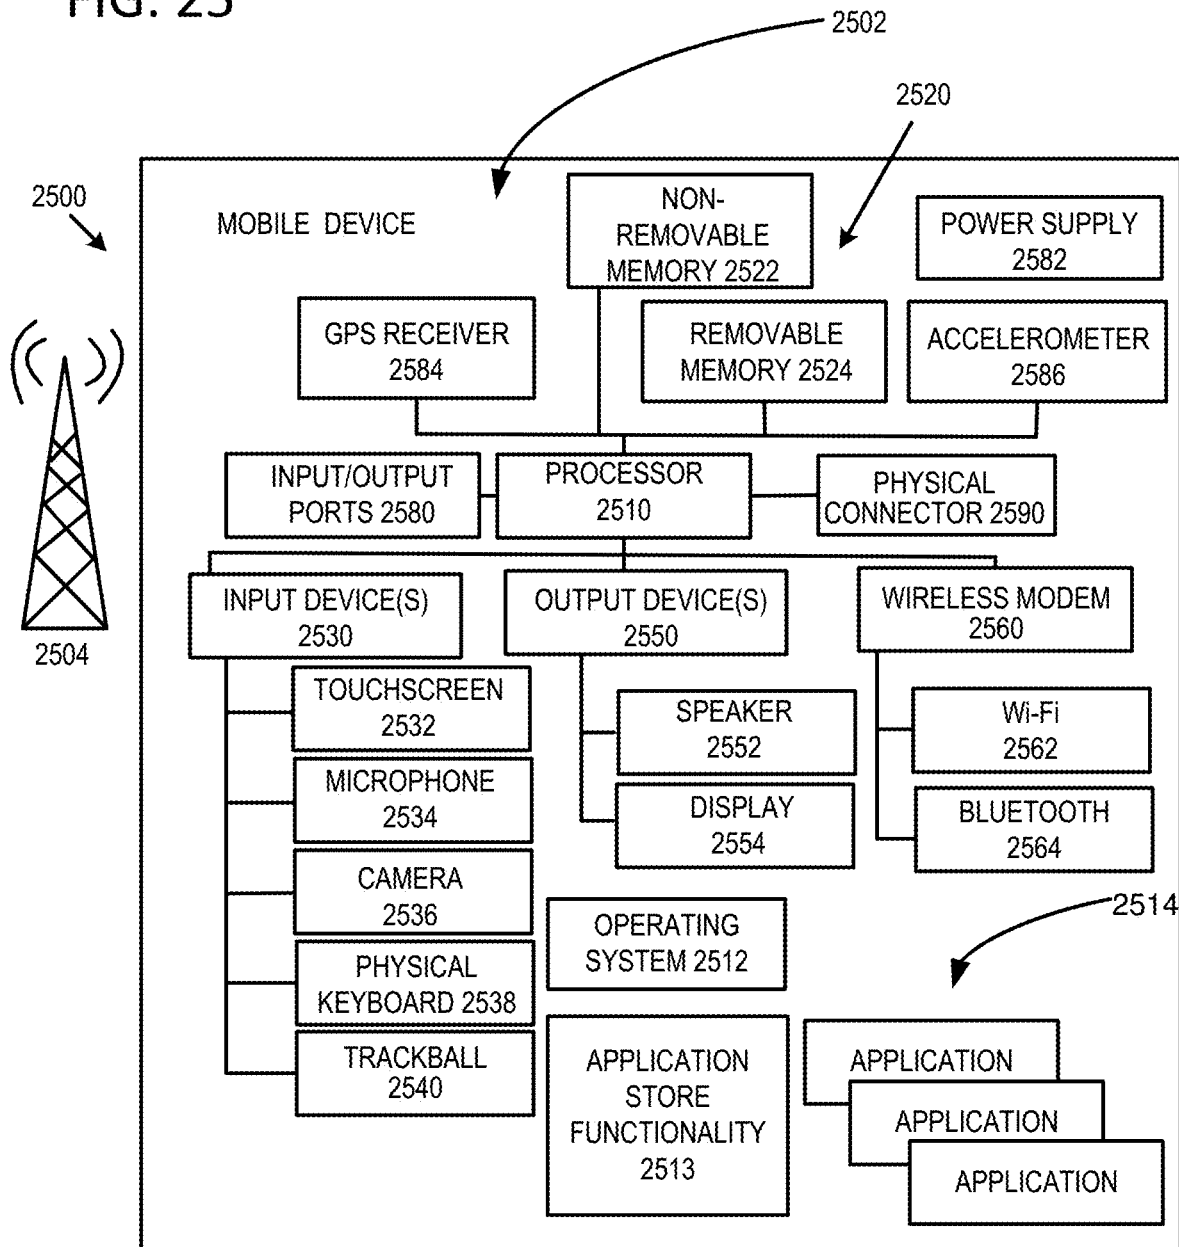 FIG. 25
2502
2520
2500
MOBILE DEVICE
NON-
REMOVABLE
MEMORY 2522
POWER SUPPLY
2582
GPS RECEIVER
2584
REMOVABLE
MEMORY 2524
ACCELEROMETER
2586
INPUT/OUTPUT
PORTS 2580
PROCESSOR
2510
PHYSICAL
CONNECTOR 2590
INPUT DEVICE(S)
2530
OUTPUT DEVICE(S)
2550
WIRELESS MODEM
2560
2504
TOUCHSCREEN
2532
SPEAKER
2552
Wi-Fi
2562
MICROPHONE
2534
DISPLAY
2554
BLUETOOTH
2564
CAMERA
2536
OPERATING
SYSTEM 2512
2514
PHYSICAL
KEYBOARD 2538
TRACKBALL
2540
APPLICATION
STORE
FUNCTIONALITY
2513
APPLICATION
APPLICATION
APPLICATION